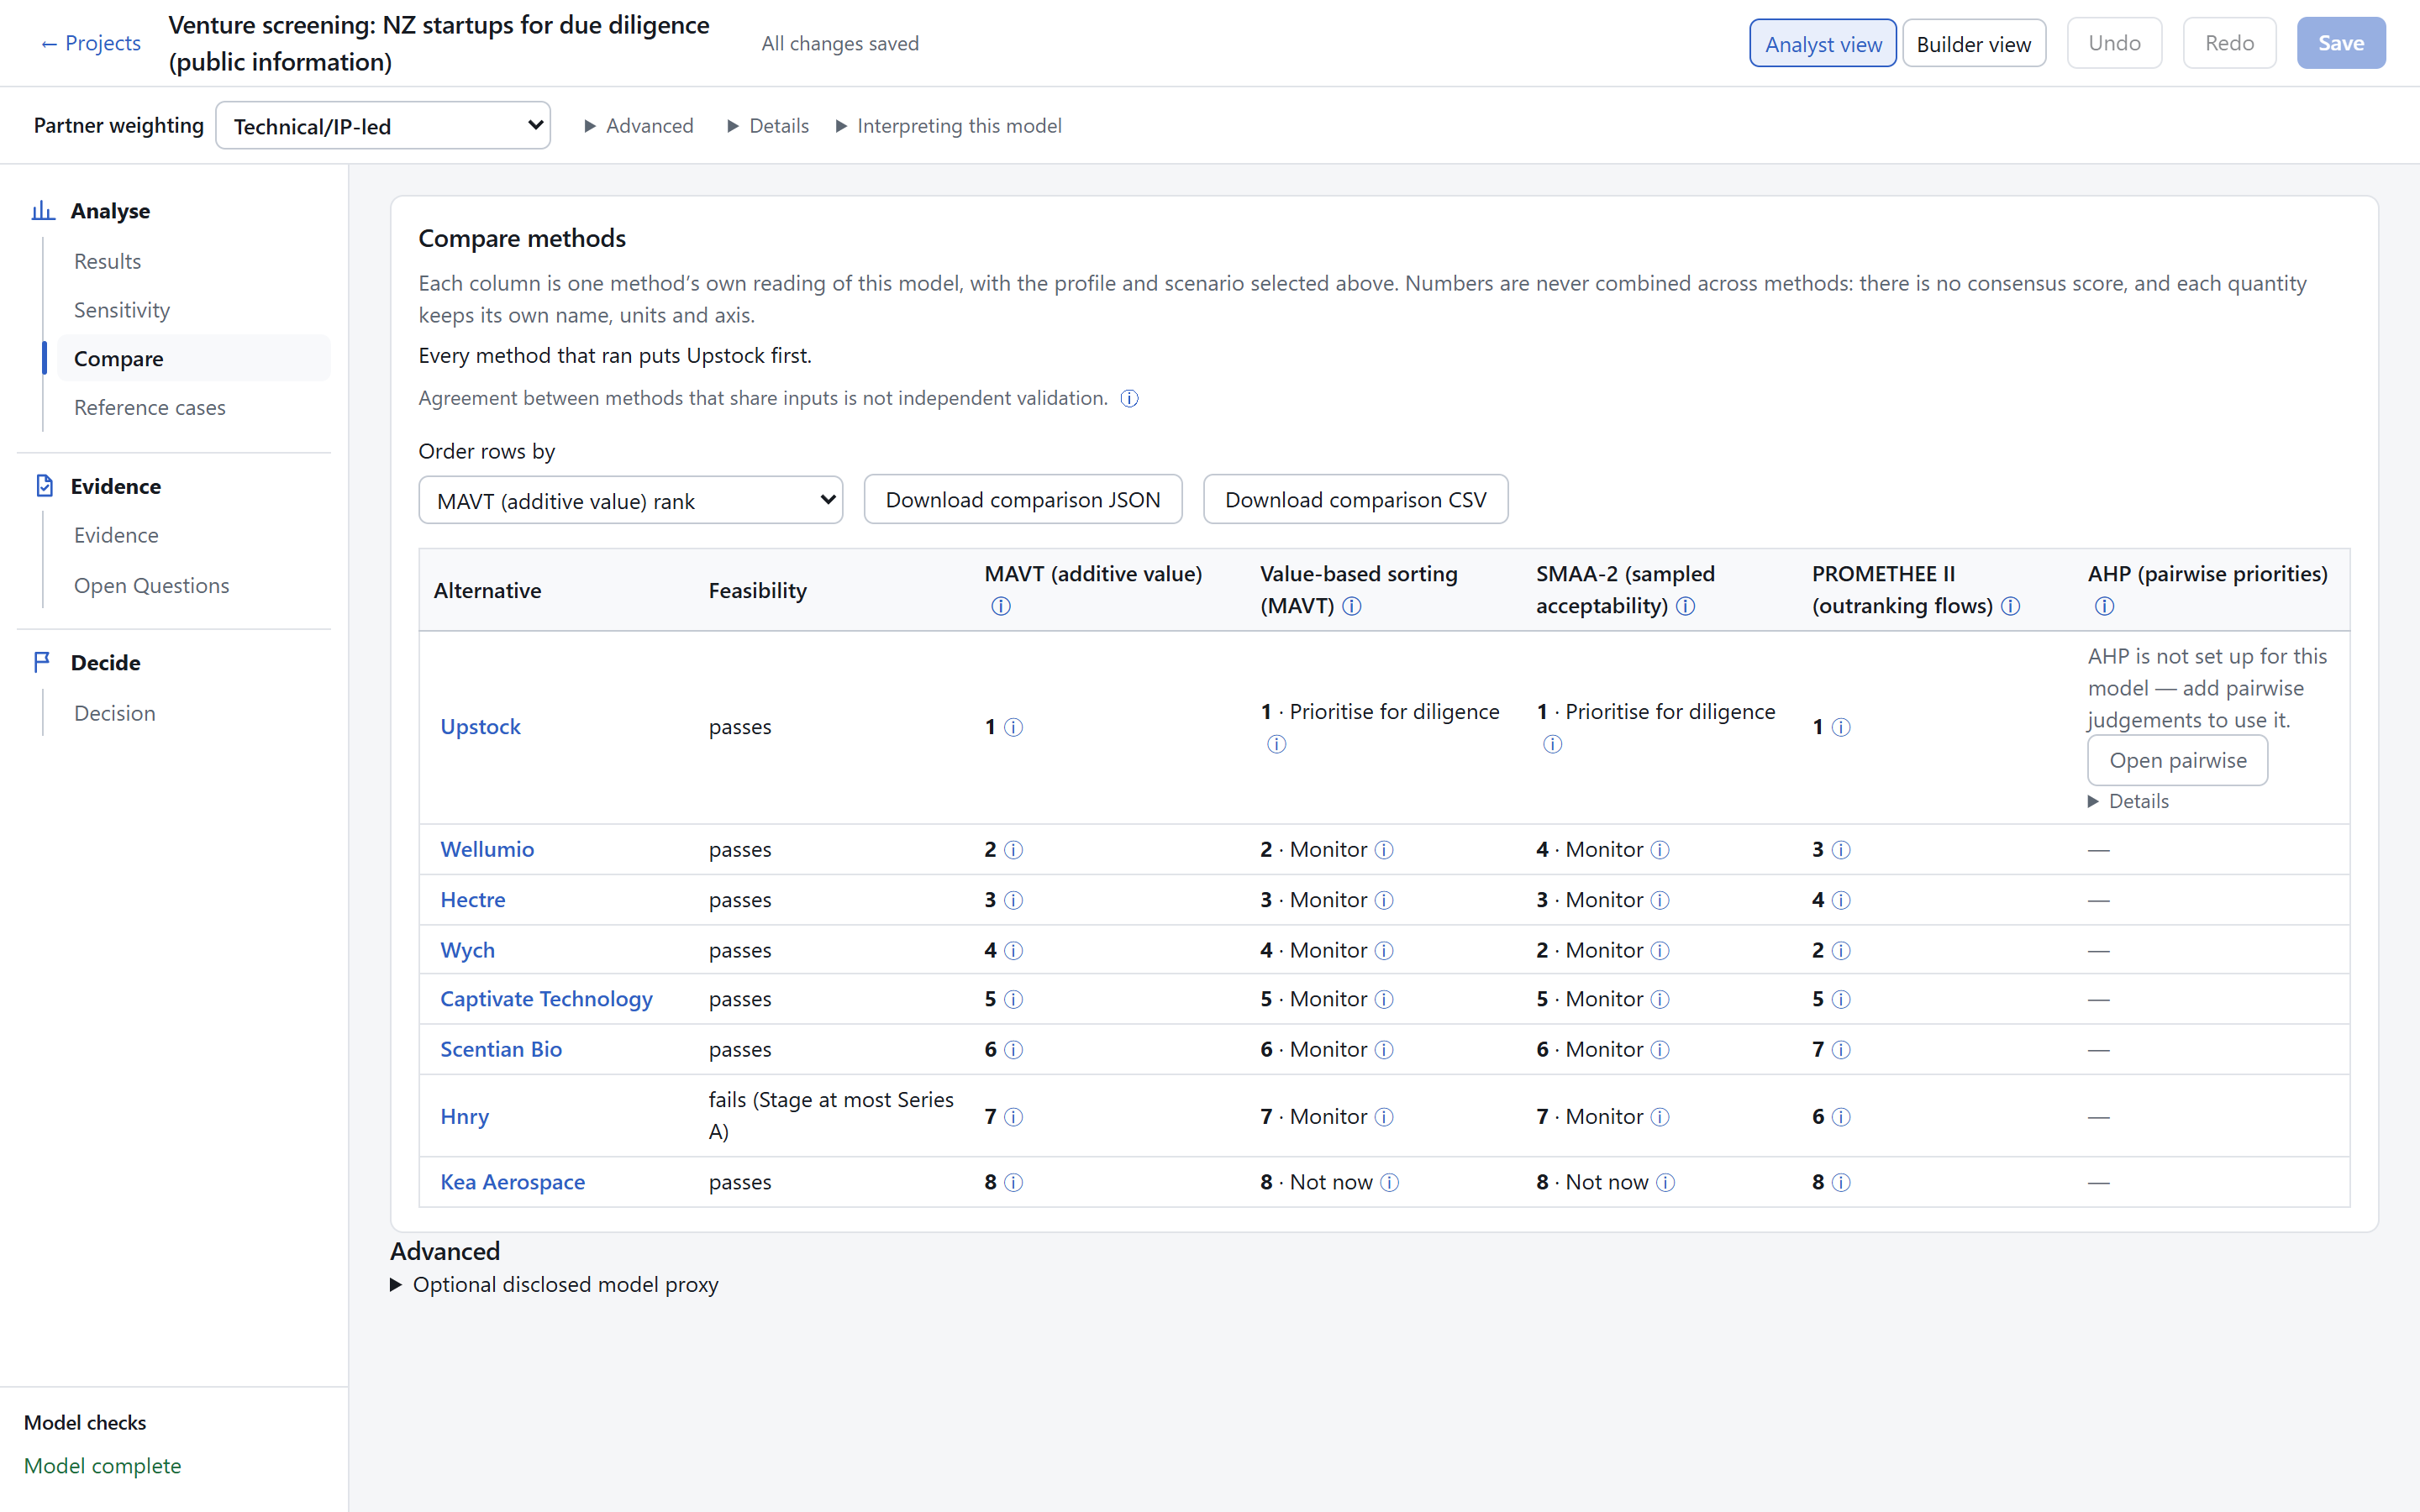 ← Projects
Venture screening: NZ startups for due diligence
(public information)
All changes saved
Analyst view
Builder view
Undo
Redo
Save
Partner weighting
Technical/IP-led
▶ Advanced
▶ Details
▶ Interpreting this model
Analyse
Results
Sensitivity
Compare
Reference cases
Evidence
Evidence
Open Questions
Decide
Decision
Model checks
Model complete
Compare methods
Each column is one method’s own reading of this model, with the profile and scenario selected above. Numbers are never combined across methods: there is no consensus score, and each quantity
keeps its own name, units and axis.
Every method that ran puts Upstock first.
Agreement between methods that share inputs is not independent validation. ⓘ
Order rows by
MAVT (additive value) rank
Download comparison JSON
Download comparison CSV
Alternative
Feasibility
MAVT (additive value)
ⓘ
Value-based sorting
(MAVT) ⓘ
SMAA-2 (sampled
acceptability) ⓘ
PROMETHEE II
(outranking flows) ⓘ
AHP (pairwise priorities)
ⓘ
Upstock
passes
1 ⓘ
1 · Prioritise for diligence
ⓘ
1 · Prioritise for diligence
ⓘ
1 ⓘ
AHP is not set up for this
model — add pairwise
judgements to use it.
Open pairwise
▶ Details
Wellumio passes 2 ⓘ 2 · Monitor ⓘ 4 · Monitor ⓘ 3 ⓘ —
Hectre passes 3 ⓘ 3 · Monitor ⓘ 3 · Monitor ⓘ 4 ⓘ —
Wych passes 4 ⓘ 4 · Monitor ⓘ 2 · Monitor ⓘ 2 ⓘ —
Captivate Technology passes 5 ⓘ 5 · Monitor ⓘ 5 · Monitor ⓘ 5 ⓘ —
Scentian Bio passes 6 ⓘ 6 · Monitor ⓘ 6 · Monitor ⓘ 7 ⓘ —
Hnry
fails (Stage at most Series
A)
7 ⓘ 7 · Monitor ⓘ 7 · Monitor ⓘ 6 ⓘ —
Kea Aerospace passes 8 ⓘ 8 · Not now ⓘ 8 · Not now ⓘ 8 ⓘ —
Advanced
▶ Optional disclosed model proxy